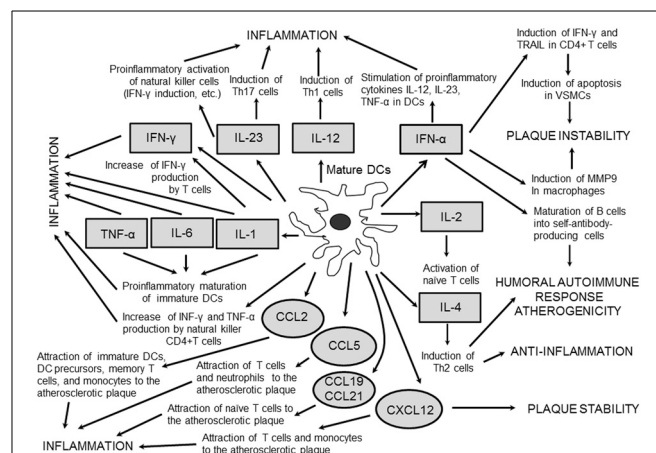 INFLAMMATION
Proinflammatory activation
of natural killer cells
(IFN-γ induction, etc.)
Induction of
Th17 cells
Induction of
Th1 cells
Stimulation of proinflammatory
cytokines IL-12, IL-23,
TNF-α in DCs
Induction of IFN-γ and
TRAIL in CD4+ T cells
Induction of apoptosis
in VSMCs
PLAQUE INSTABILITY
IFN-γ
IL-23
IL-12
IFN-α
Mature DCs
Increase of IFN-γ
production
by T cells
INFLAMMATION
Induction of MMP9
In macrophages
Maturation of B cells
into self-antibody-
producing cells
TNF-α
IL-6
IL-1
IL-2
Activation of
naïve T cells
Proinflammatory maturation
of immature DCs
Increase of INF-γ and TNF-α
production by natural killer
CD4+T cells
HUMORAL AUTOIMMUNE
RESPONSE
ATHEROGENICITY
IL-4
Induction of
Th2 cells
ANTI-INFLAMMATION
CCL2
CCL5
CCL19
CCL21
CXCL12
PLAQUE STABILITY
Attraction of immature DCs,
DC precursors, memory T
cells, and monocytes to the
atherosclerotic plaque
Attraction of T cells
and neutrophils to the
atherosclerotic plaque
Attraction of naïve T cells to
the atherosclerotic plaque
Attraction of T cells and monocytes
to the atherosclerotic plaque
INFLAMMATION